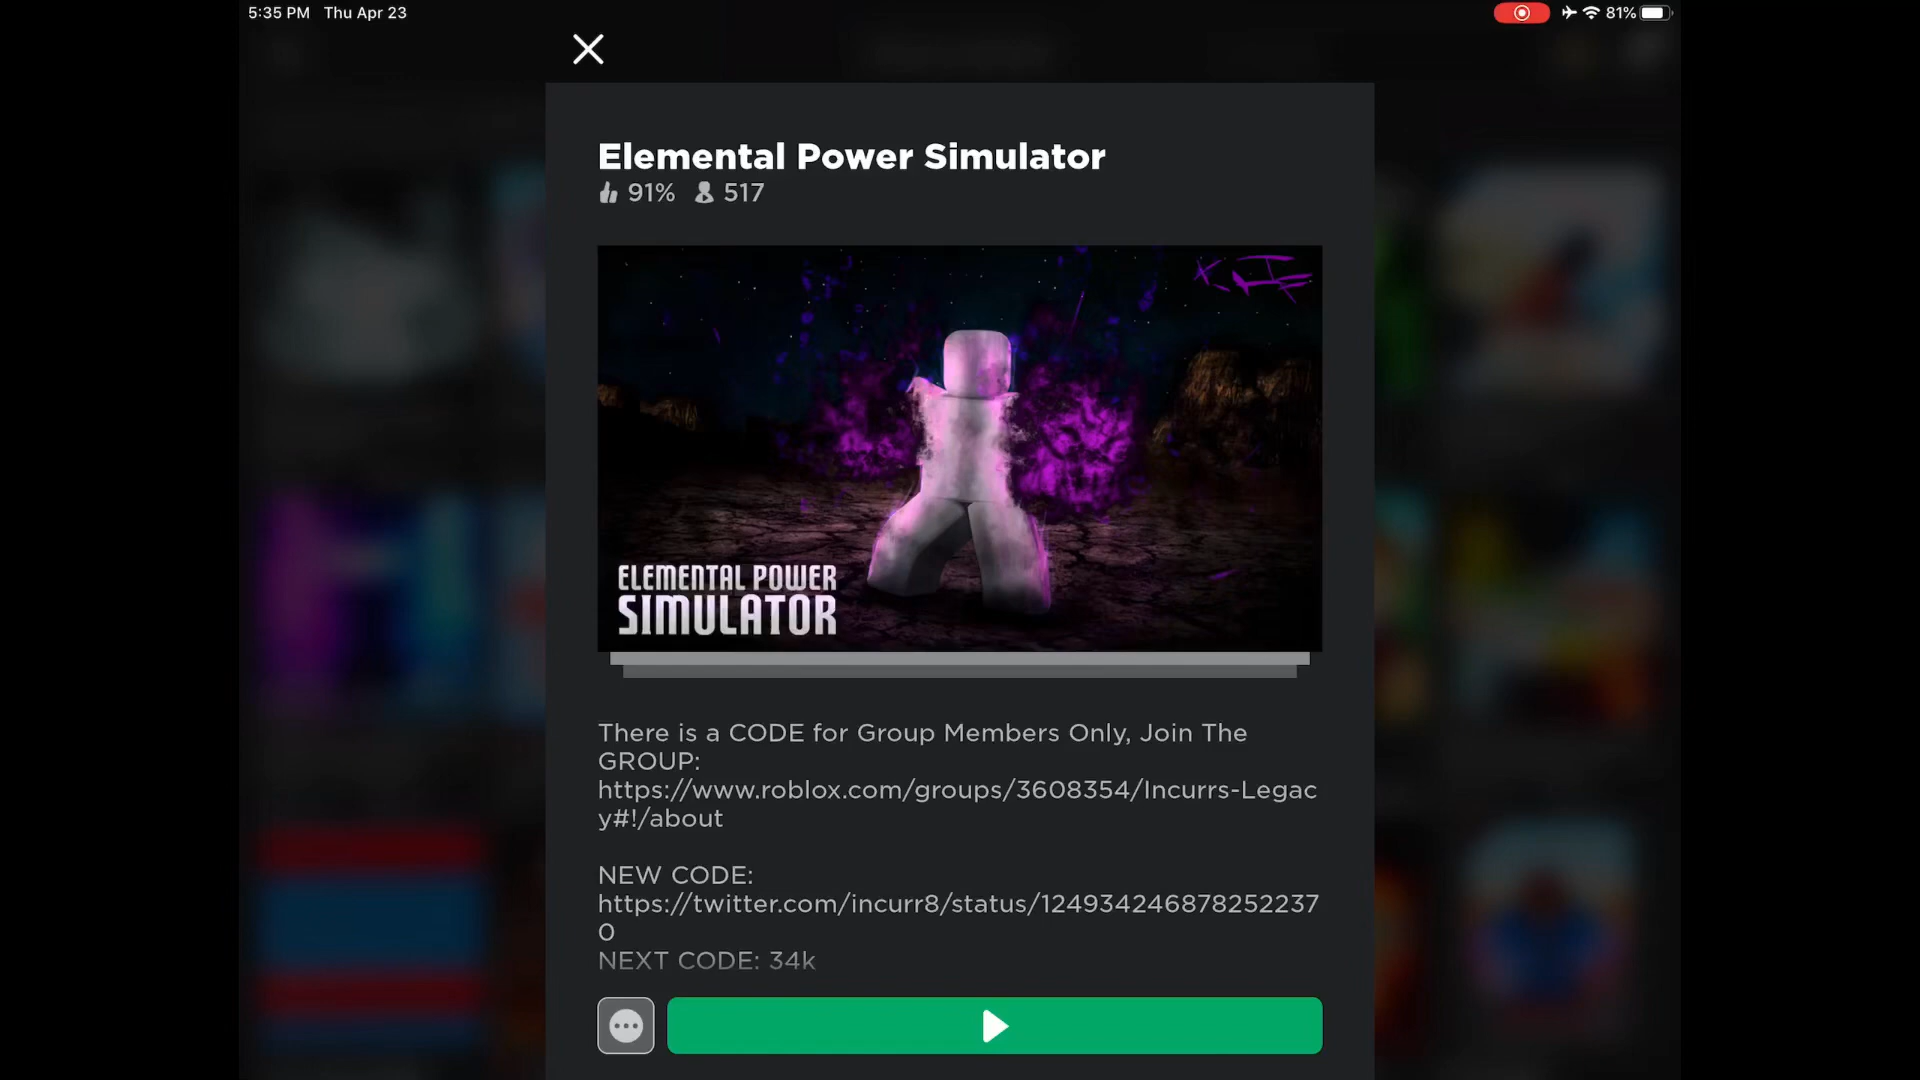 5:35 PM Thu Apr 23
81%
Elemental Power Simulator
91% 517
ELEMENTAL POWER
SIMULATOR
There is a CODE for Group Members Only, Join The
GROUP:
https://www.roblox.com/groups/3608354/Incurrs-Legac
y#!/about
NEW CODE:
https://twitter.com/incurr8/status/124934246878252237
0
NEXT CODE: 34k